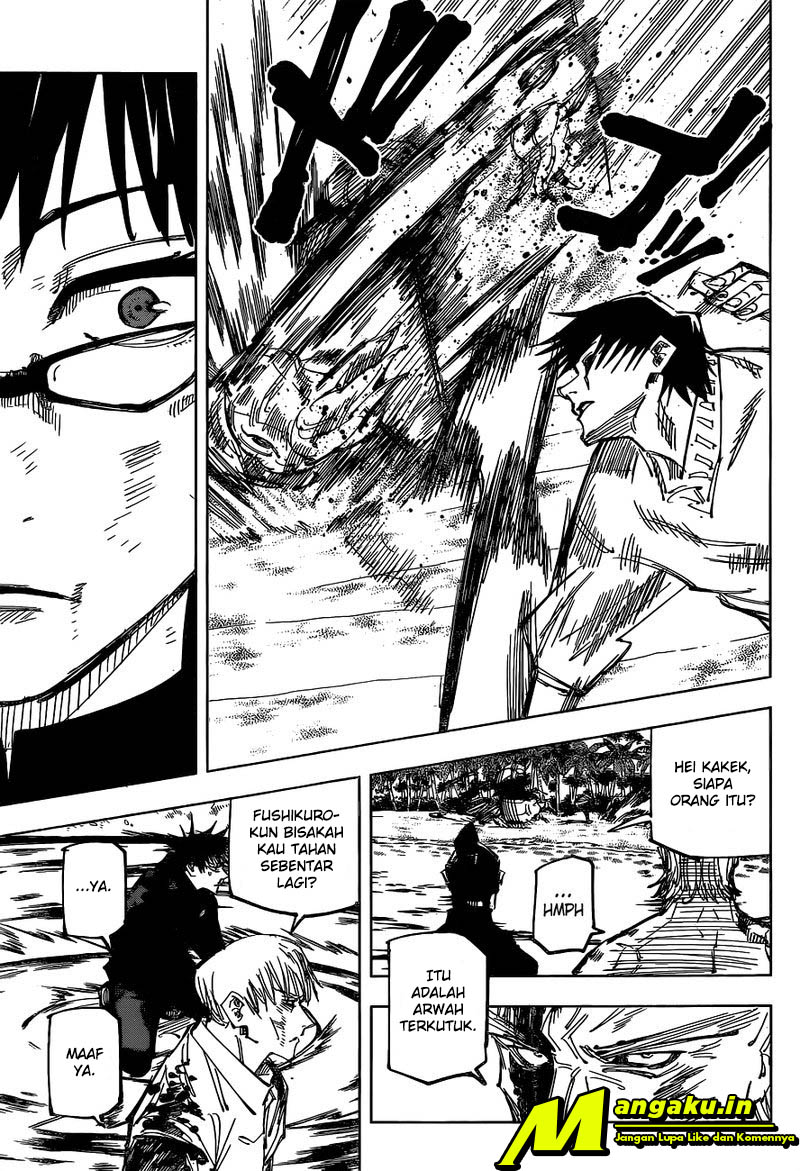 HEI KAKEK,
SIAPA
ORANG ITU?
...
HMPH
ITU
ADALAH
ARWAH
TERKUTUK.
FUSHIKURO-
KUN BISAKAH
KAU TAHAN
SEBENTAR
LAGI?
...YA.
MAAF
YA.
Mangaku.in
Jangan Lupa Like dan Komennya